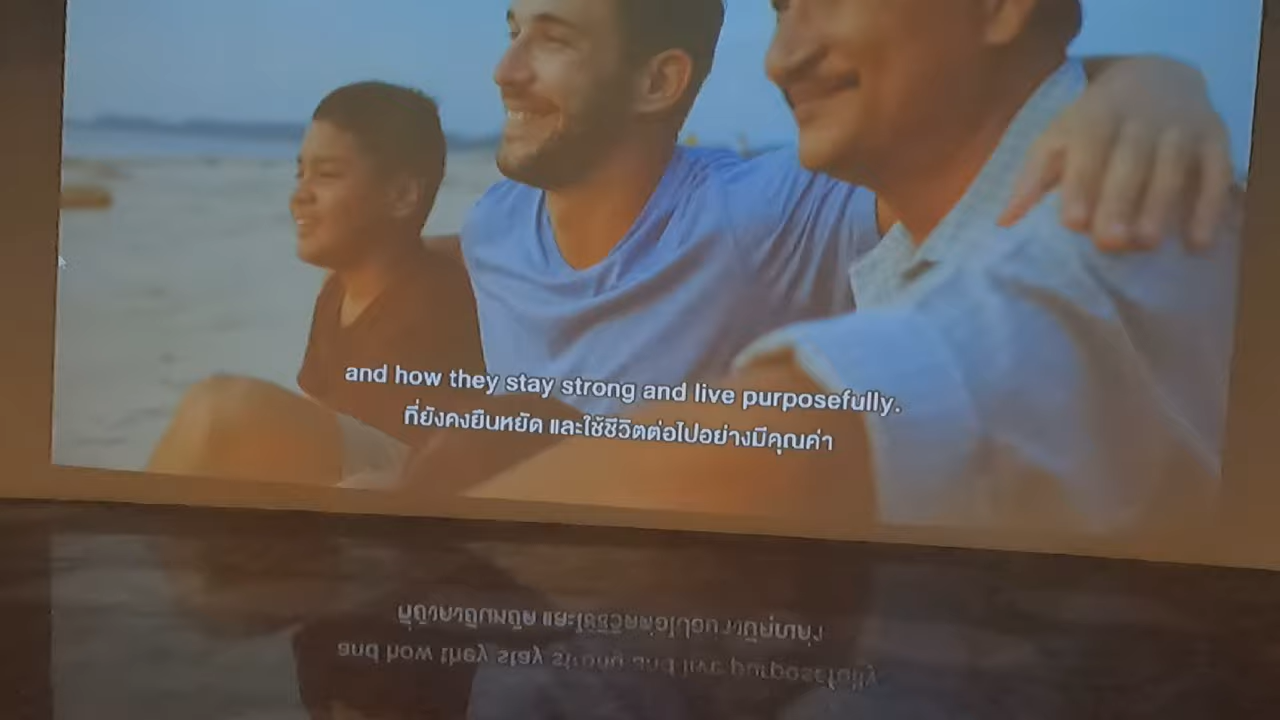 and how they stay strong and live purposefully.
ที่ยังคงยืนหยัด และใช้ชีวิตต่อไปอย่างมีคุณค่า